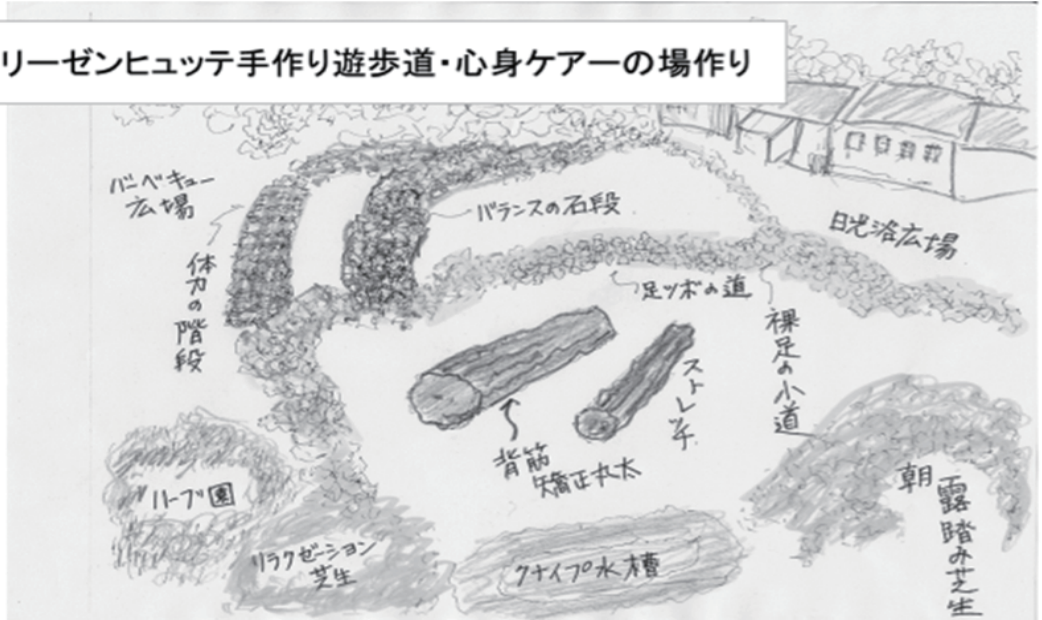 リーゼンヒュッテ手作り遊歩道・心身ケアーの場作り
バーベキュー
広場
体力の階段
バランスの石段
日光浴広場
足ツボの道
裸足の小道
ストレッチ
背筋
矯正丸太
ハーブ園
リラクゼーション
芝生
クナイプ水槽
朝
露踏み芝生